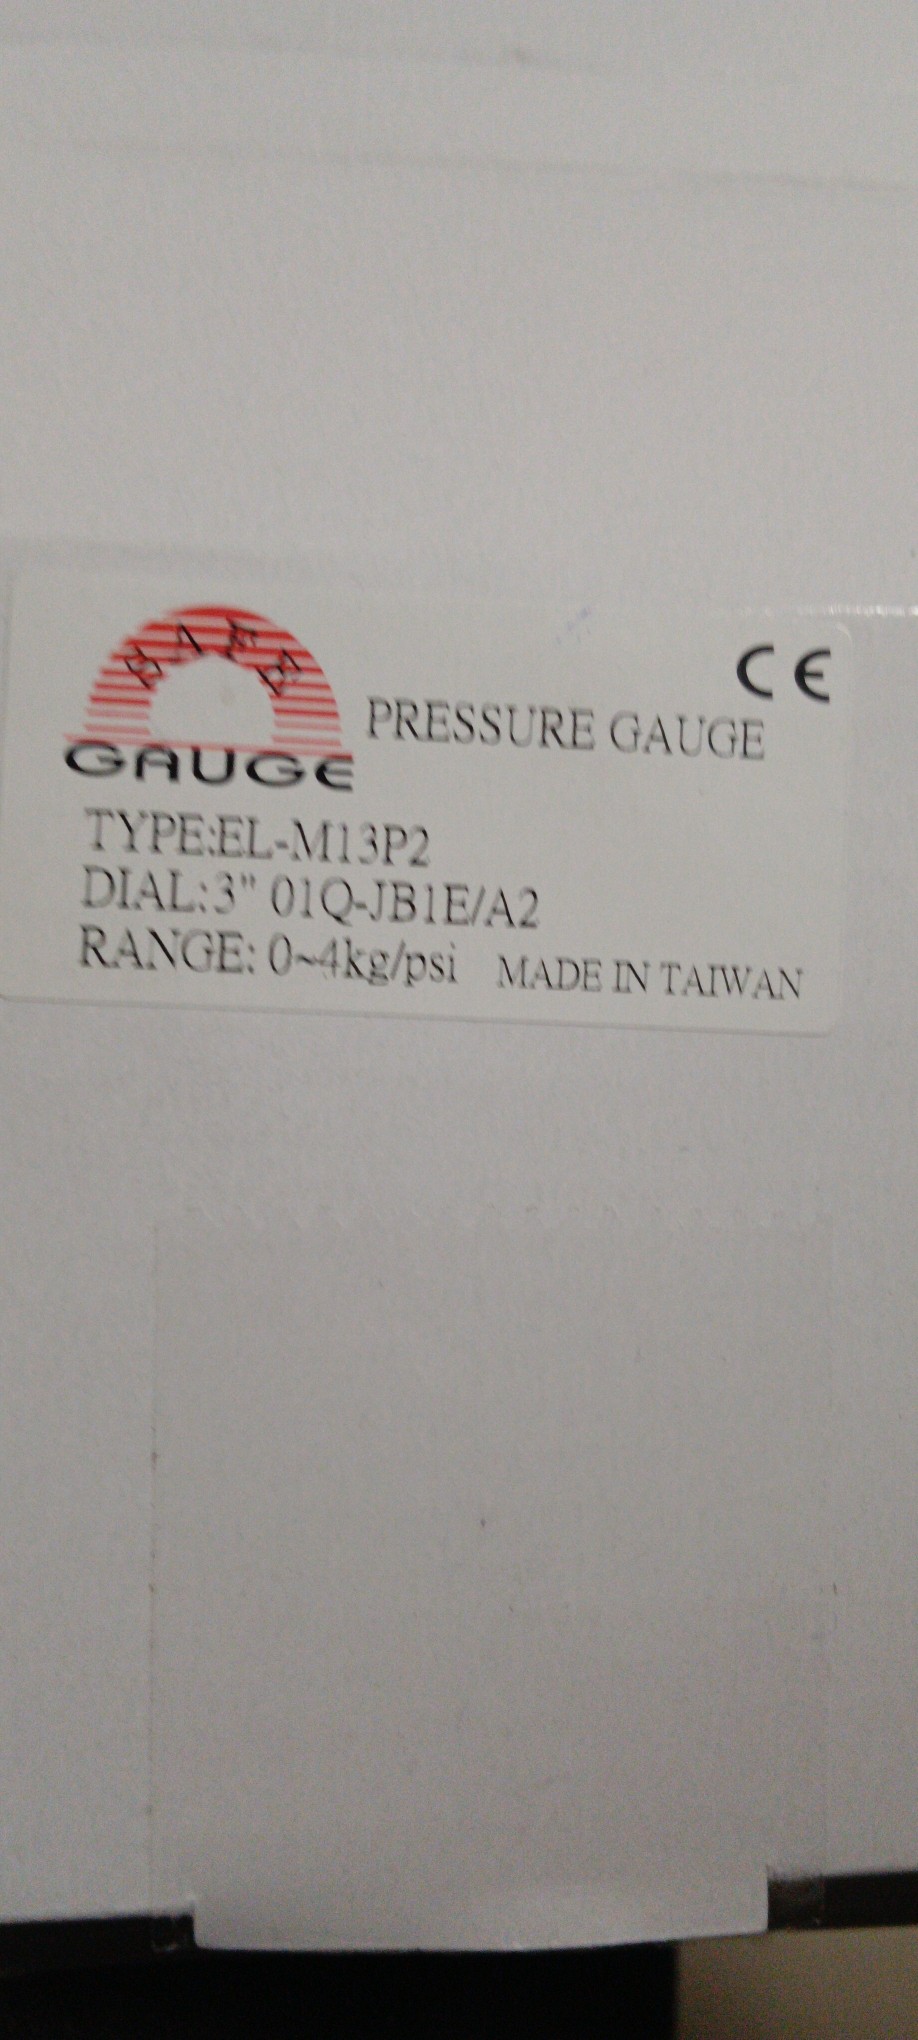 SAFE
GAUGE
CE
PRESSURE GAUGE
TYPE:EL-M13P2
DIAL:3" 01Q-JB1E/A2
RANGE: 0~4kg/psi MADE IN TAIWAN